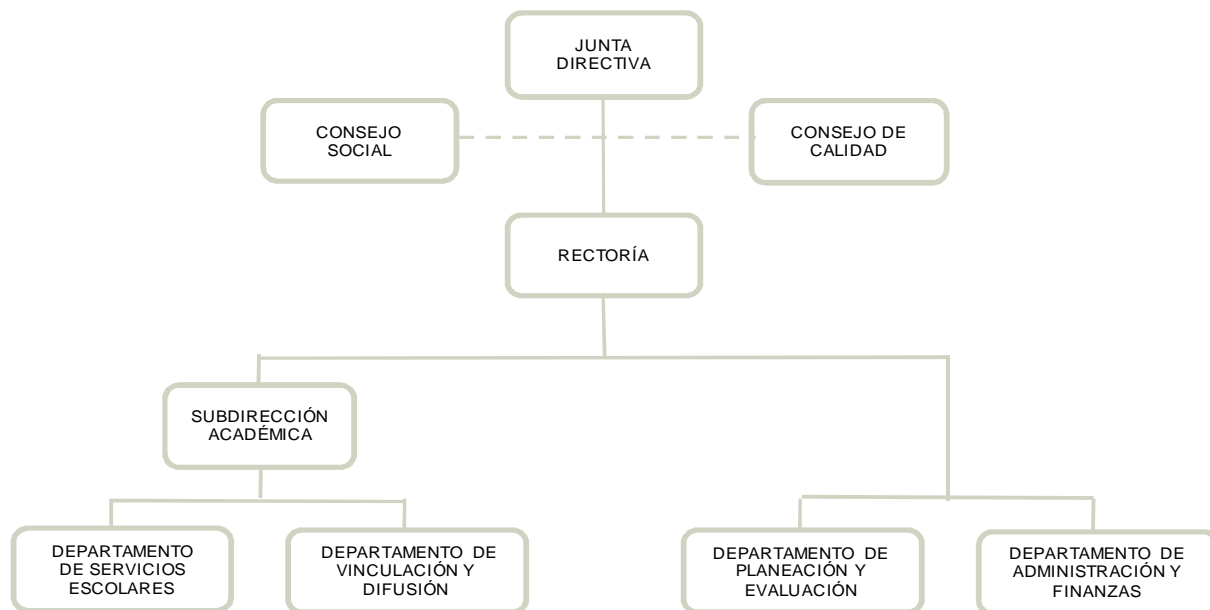 JUNTA
DIRECTIVA
CONSEJO
SOCIAL
CONSEJO DE
CALIDAD
RECTORÍA
SUBDIRECCIÓN
ACADÉMICA
DEPARTAMENTO
DE SERVICIOS
ESCOLARES
DEPARTAMENTO DE
VINCULACIÓN Y
DIFUSIÓN
DEPARTAMENTO DE
PLANEACIÓN Y
EVALUACIÓN
DEPARTAMENTO DE
ADMINISTRACIÓN Y
FINANZAS